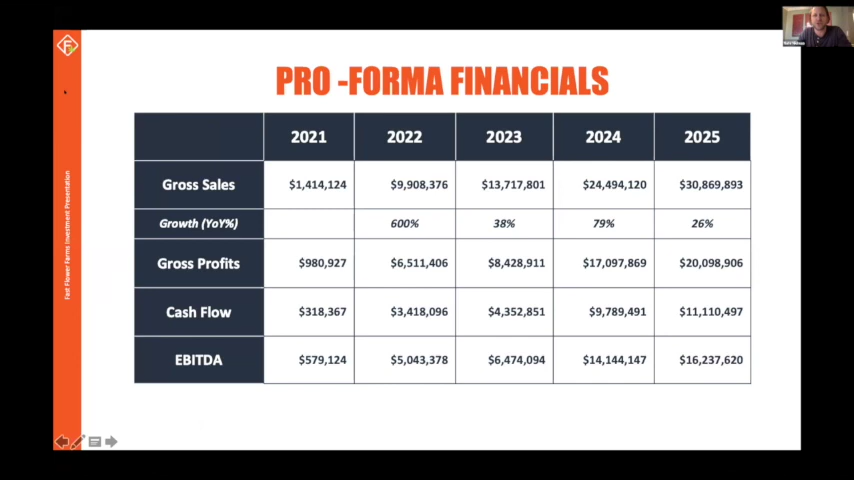 PRO -FORMA FINANCIALS
2021 2022 2023 2024 2025
Gross Sales $1,414,124 $9,908,376 $13,717,801 $24,494,120 $30,869,893
Growth (YoY%) 600% 38% 79% 26%
Gross Profits $980,927 $6,511,406 $8,428,911 $17,097,869 $20,098,906
Cash Flow $318,367 $3,418,096 $4,352,851 $9,789,491 $11,110,497
EBITDA $579,124 $5,043,378 $6,474,094 $14,144,147 $16,237,620
Fast Flower Farms Investment Presentation